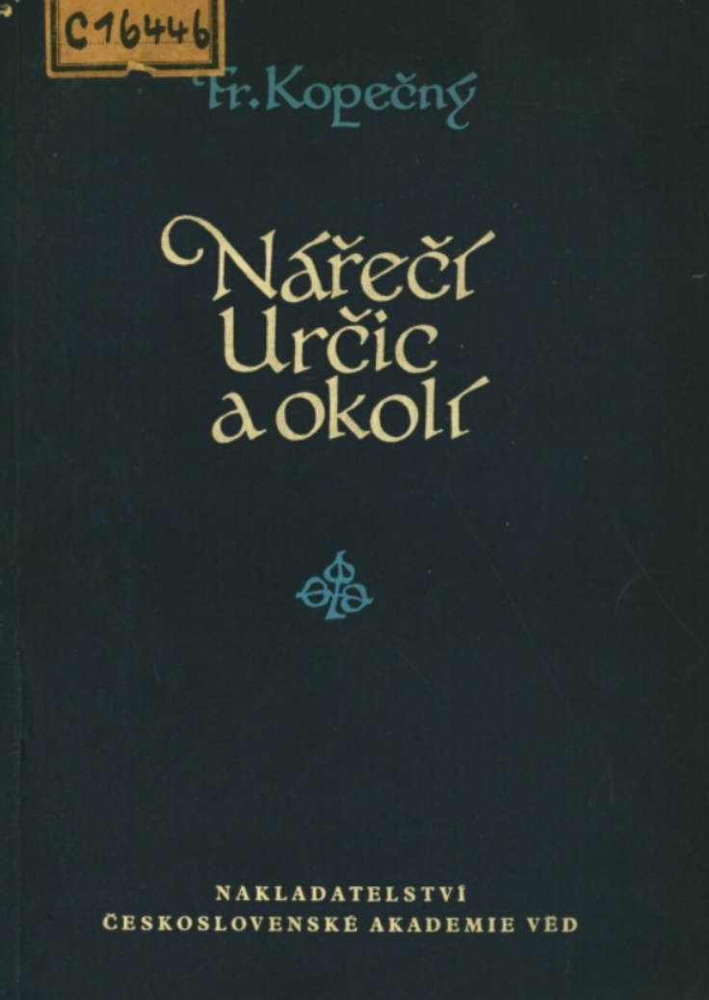 C16446
Fr. Kopečný
Nářečí
Určic
a okolí
NAKLADATELSTVÍ
ČESKOSLOVENSKÉ AKADEMIE VĚD